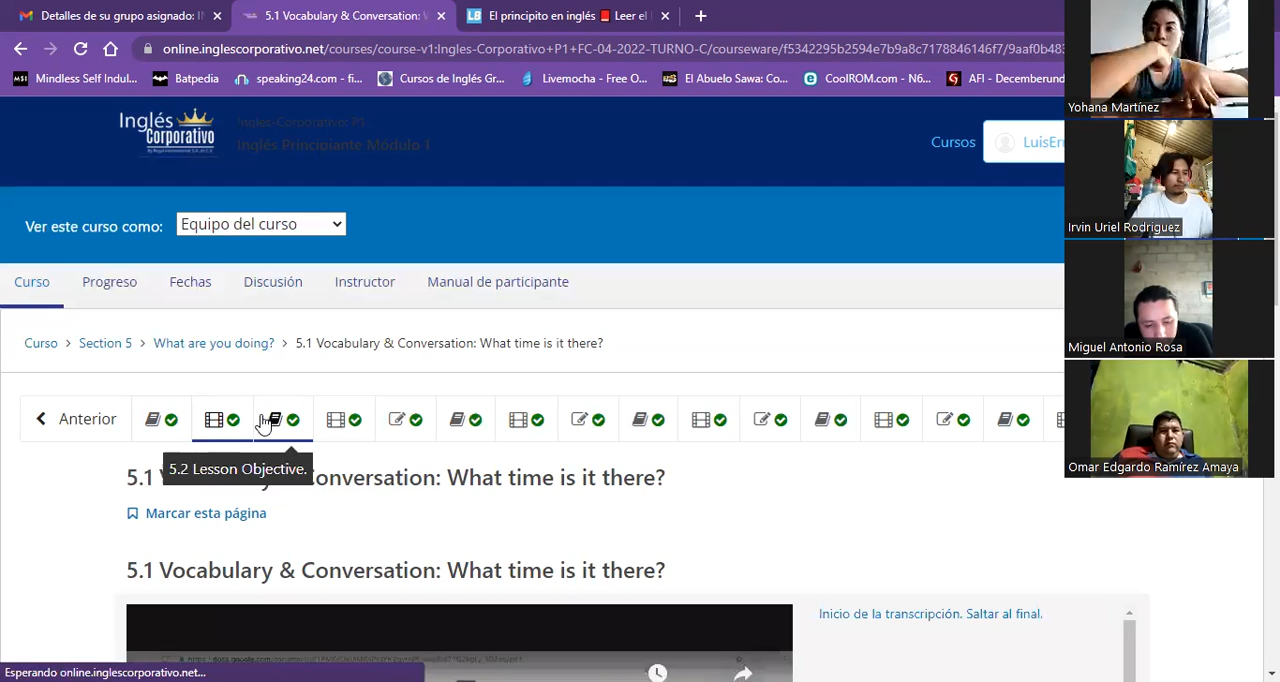 Detalles de su grupo asignado: IN
5.1 Vocabulary & Conversation: W
El principito en inglés 📕 Leer el
online.inglescorporativo.net/courses/course-v1:Ingles-Corporativo+P1+FC-04-2022-TURNO-C/courseware/f5342295b2594e7b9a8c7178846146f7/9aaf0b483
Mindless Self Indul...
Batpedia
speaking24.com - fi...
Cursos de Inglés Gr...
Livemocha - Free O...
El Abuelo Sawa: Co...
CoolROM.com - N6...
AFI - Decemberund
Yohana Martínez
Inglés
Corporativo
Ingles-Corporativo: P1
Inglés Principiante Módulo 1
Cursos
LuisEr
Irvin Uriel Rodriguez
Ver este curso como:
Equipo del curso
Curso
Progreso
Fechas
Discusión
Instructor
Manual de participante
Curso > Section 5 > What are you doing? > 5.1 Vocabulary & Conversation: What time is it there?
Miguel Antonio Rosa
Anterior
5.2 Lesson Objective.
Omar Edgardo Ramírez Amaya
5.1 onversation: What time is it there?
Marcar esta página
5.1 Vocabulary & Conversation: What time is it there?
Inicio de la transcripción. Saltar al final.
Esperando online.inglescorporativo.net...